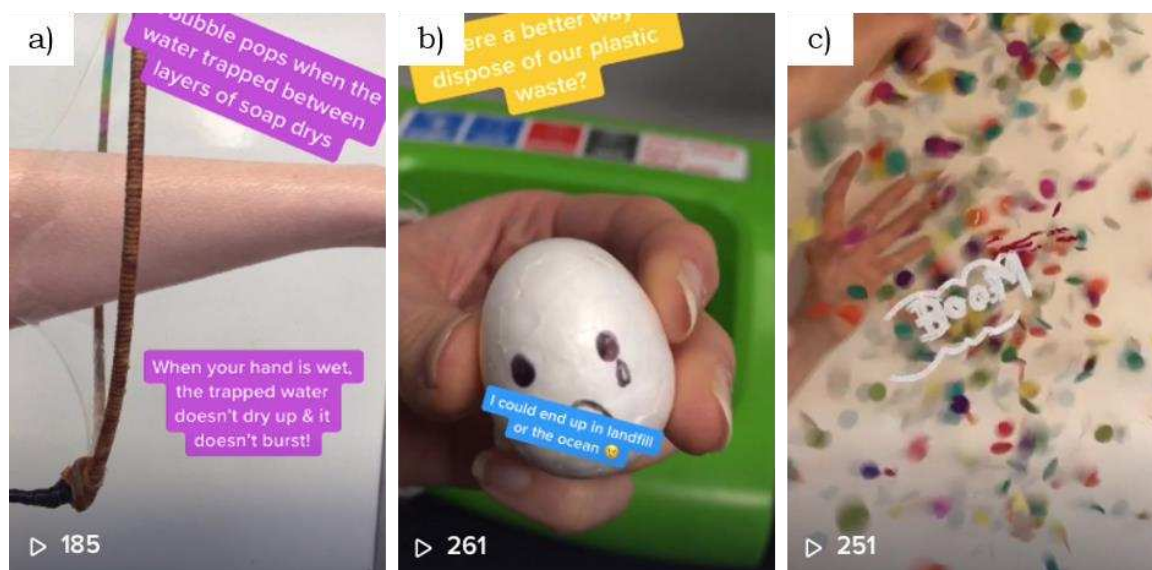 a)
bubble pops when the
water trapped between
layers of soap drys
When your hand is wet,
the trapped water
doesn't dry up & it
doesn't burst!
185
b)
a better way
dispose of our plastic
waste?
I could end up in landfill
or the ocean 😢
261
c)
BOOM
251